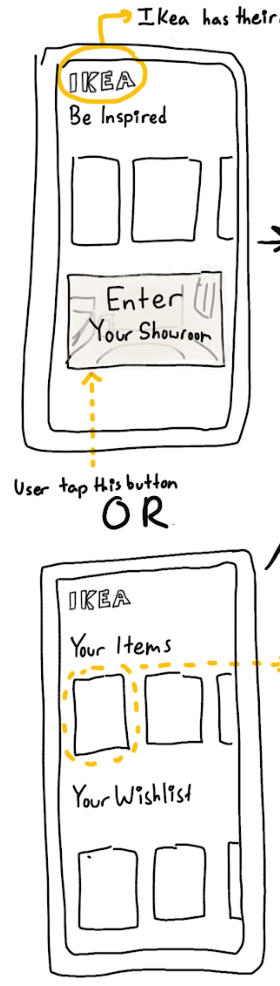 Ikea has their
IKEA
Be Inspired
Enter
Your Showroom
User tap this button
OR
IKEA
Your Items
Your Wishlist